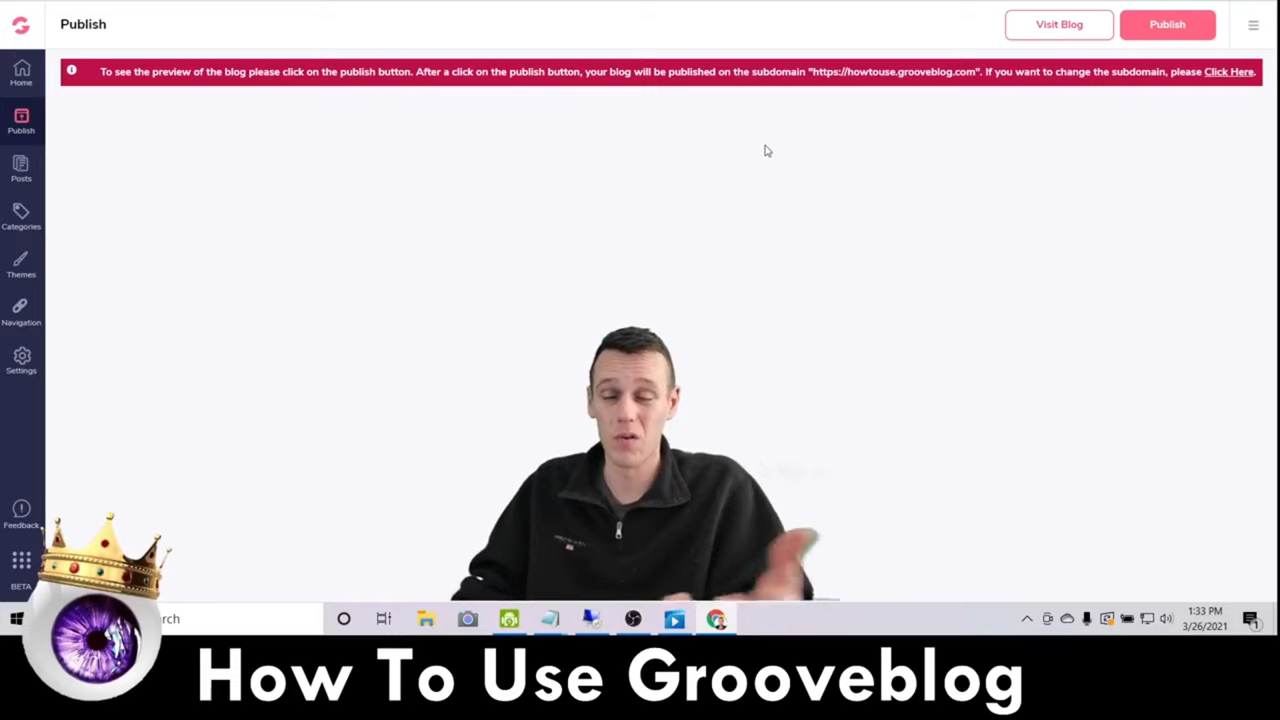 Publish
Visit Blog
Publish
To see the preview of the blog please click on the publish button. After a click on the publish button, your blog will be published on the subdomain "https://howtouse.grooveblog.com". If you want to change the subdomain, please Click Here.
Home
Publish
Posts
Categories
Themes
Navigation
Settings
Feedback
BETA
rch
1:33 PM
3/26/2021
How To Use Grooveblog